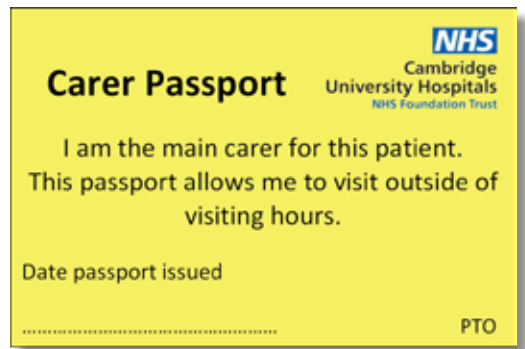 NHS
Cambridge
University Hospitals
NHS Foundation Trust
Carer Passport
I am the main carer for this patient.
This passport allows me to visit outside of
visiting hours.
Date passport issued
................................................
PTO